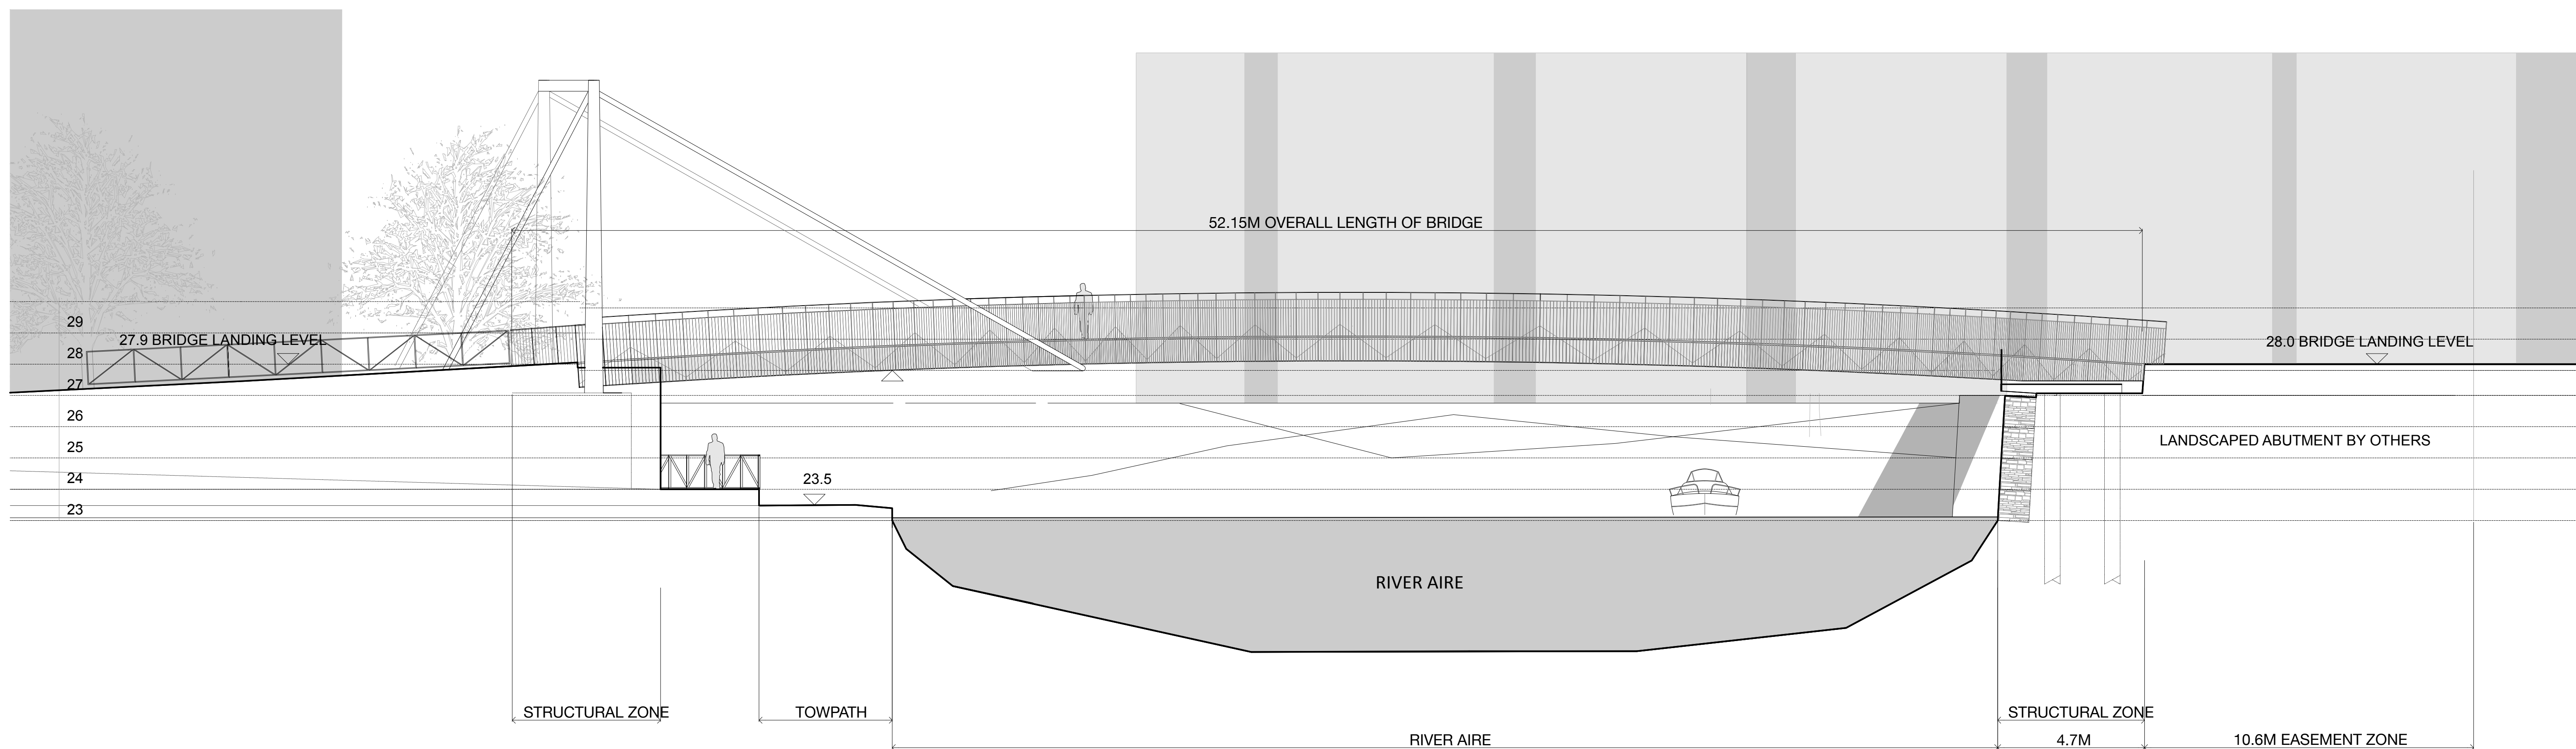 52.15M OVERALL LENGTH OF BRIDGE
29
27.9 BRIDGE LANDING LEVEL
28.0 BRIDGE LANDING LEVEL
28
27
26
25
LANDSCAPED ABUTMENT BY OTHERS
24
23.5
23
RIVER AIRE
STRUCTURAL ZONE
TOWPATH
STRUCTURAL ZONE
RIVER AIRE
4.7M
10.6M EASEMENT ZONE